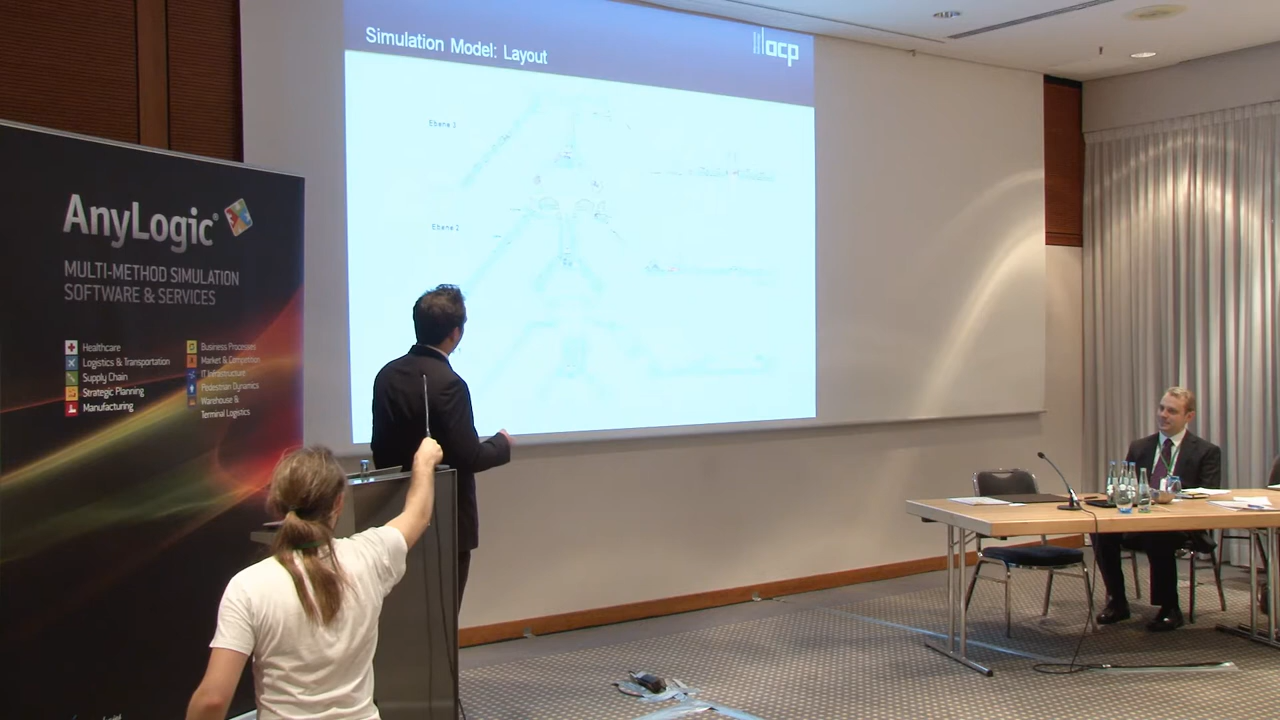 Simulation Model: Layout
acp
Ebene 3
Ebene 2
AnyLogic®
MULTI-METHOD SIMULATION
SOFTWARE & SERVICES
Healthcare
Logistics & Transportation
Supply Chain
Strategic Planning
Manufacturing
Business Processes
Market & Competition
IT Infrastructure
Pedestrian Dynamics
Warehouse &
Terminal Logistics